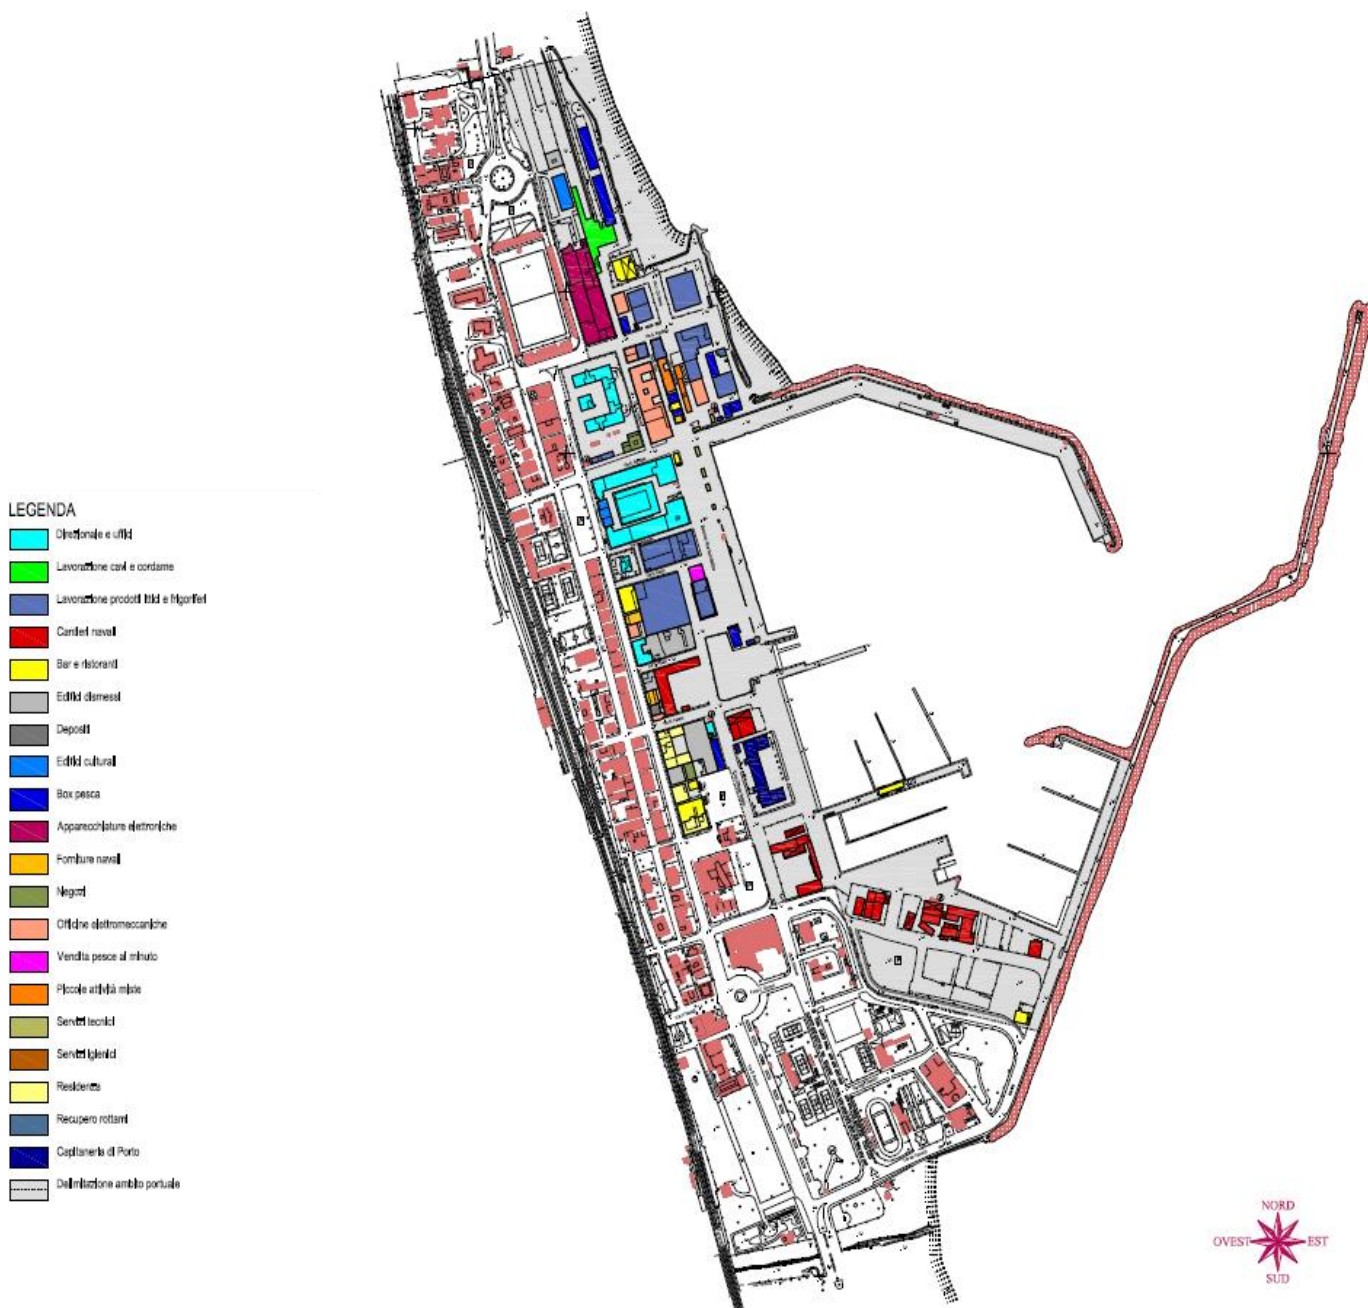 LEGENDA
Direzionale e uffici
Lavorazione cavi e cordame
Lavorazione prodotti ittici e frigoriferi
Cantieri navali
Bar e ristoranti
Edifici dismessi
Depositi
Edifici culturali
Box pesca
Apparecchiature elettroniche
Forniture navali
Negozi
Officine elettromeccaniche
Vendita pesce al minuto
Piccole attività miste
Servizi tecnici
Servizi igienici
Residenza
Recupero rottami
Capitaneria di Porto
Delimitazione ambito portuale
NORD
OVEST EST
SUD